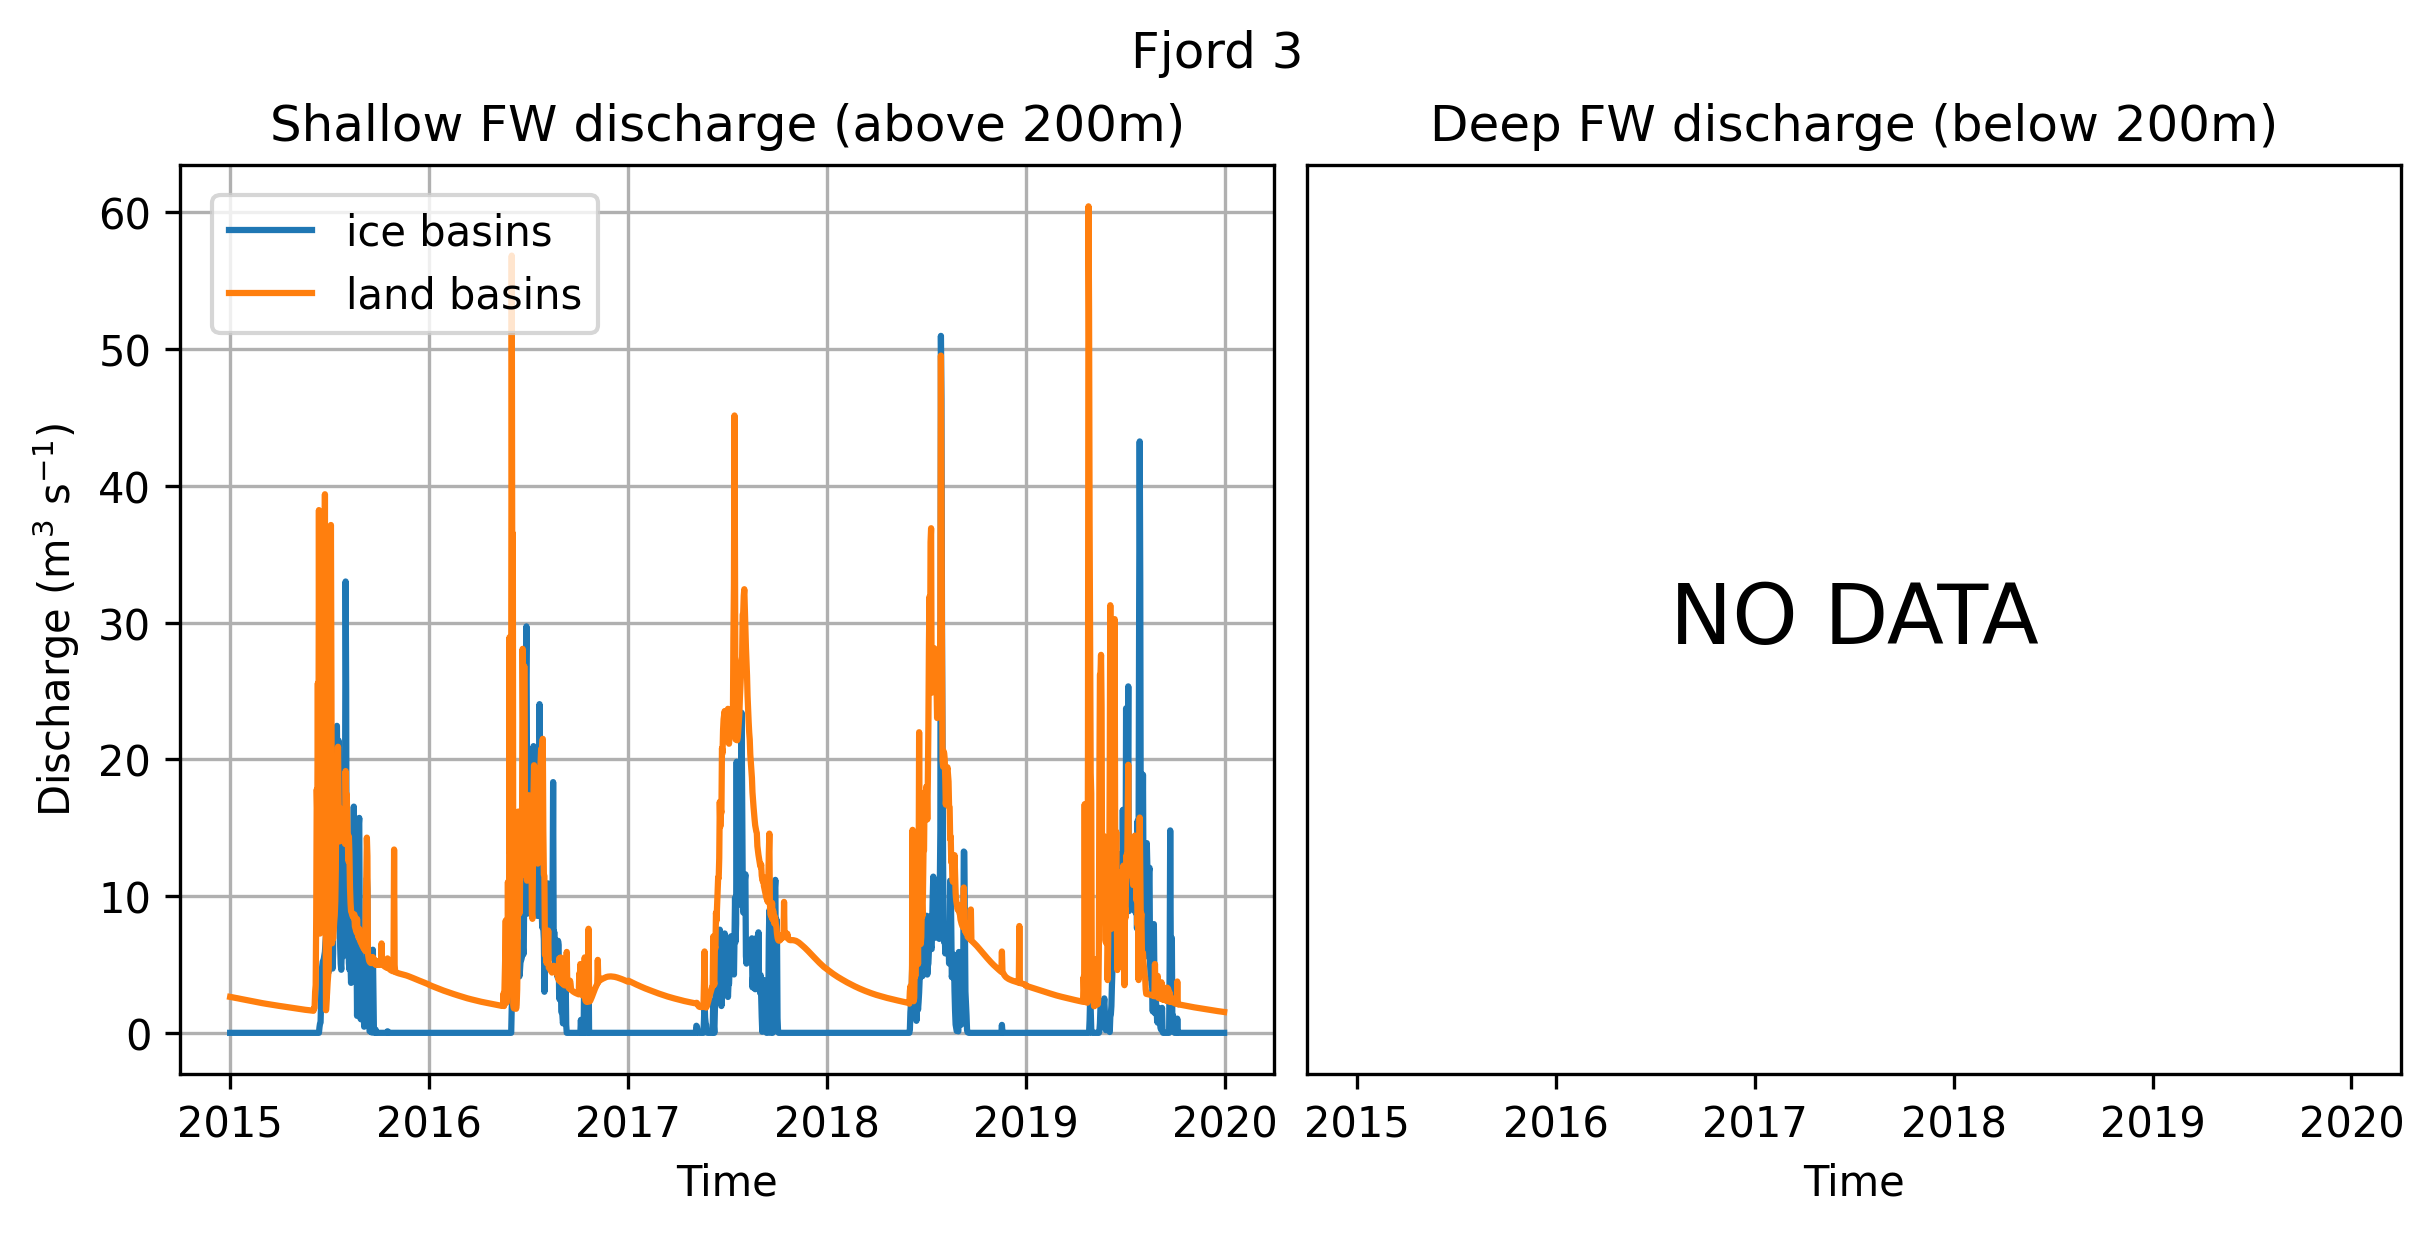 Fjord 3
Shallow FW discharge (above 200m)
Deep FW discharge (below 200m)
ice basins
land basins
Discharge (m³ s⁻¹)
60
50
40
30
20
10
0
NO DATA
2015 2016 2017 2018 2019 2020
2015 2016 2017 2018 2019 2020
Time
Time